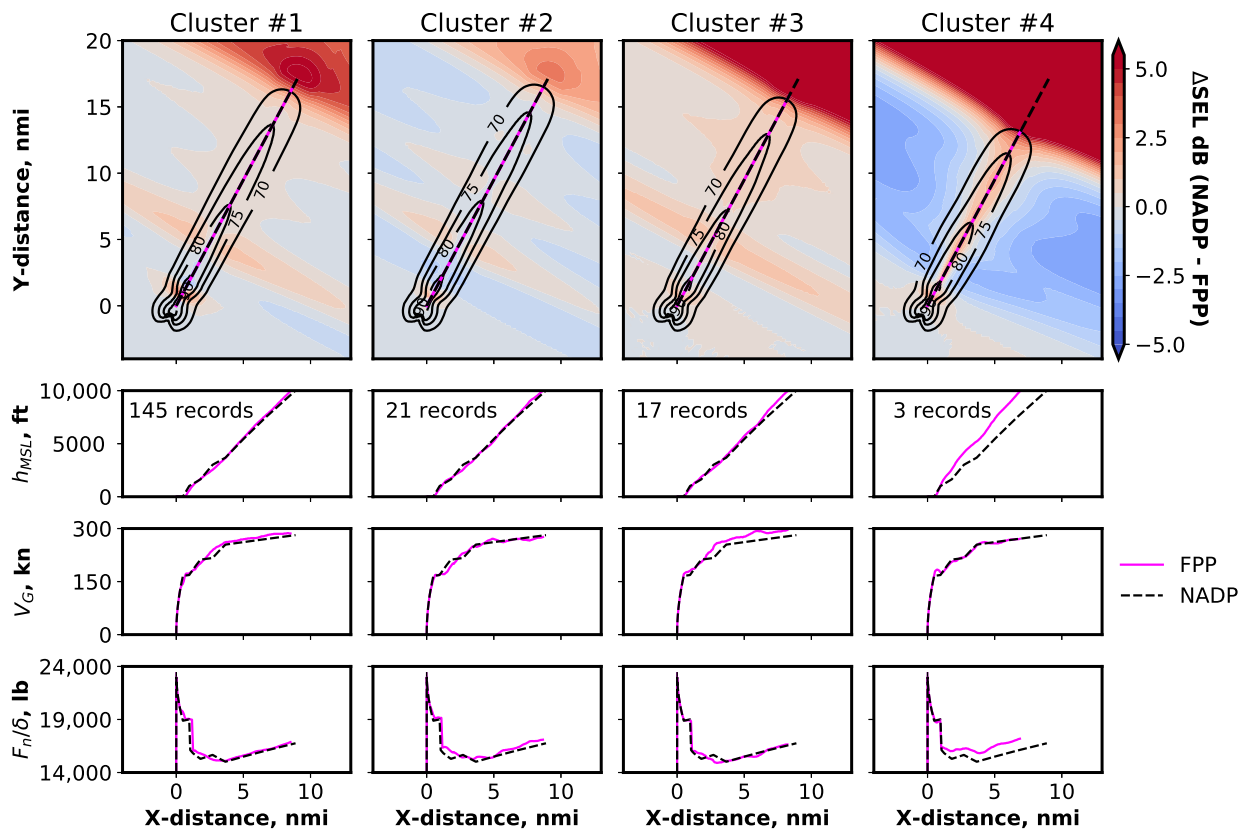 Cluster #1
Cluster #2
Cluster #3
Cluster #4
20
15
10
5
0
Y-distance, nmi
70
75
80
70
75
80
70
75
80
70
75
80
5.0
2.5
0.0
−2.5
−5.0
ΔSEL dB (NADP - FPP)
10,000
5000
0
h_MSL, ft
145 records
21 records
17 records
3 records
300
150
0
V_G, kn
FPP
NADP
24,000
19,000
14,000
F_n/δ, lb
0 5 10
0 5 10
0 5 10
0 5 10
X-distance, nmi
X-distance, nmi
X-distance, nmi
X-distance, nmi